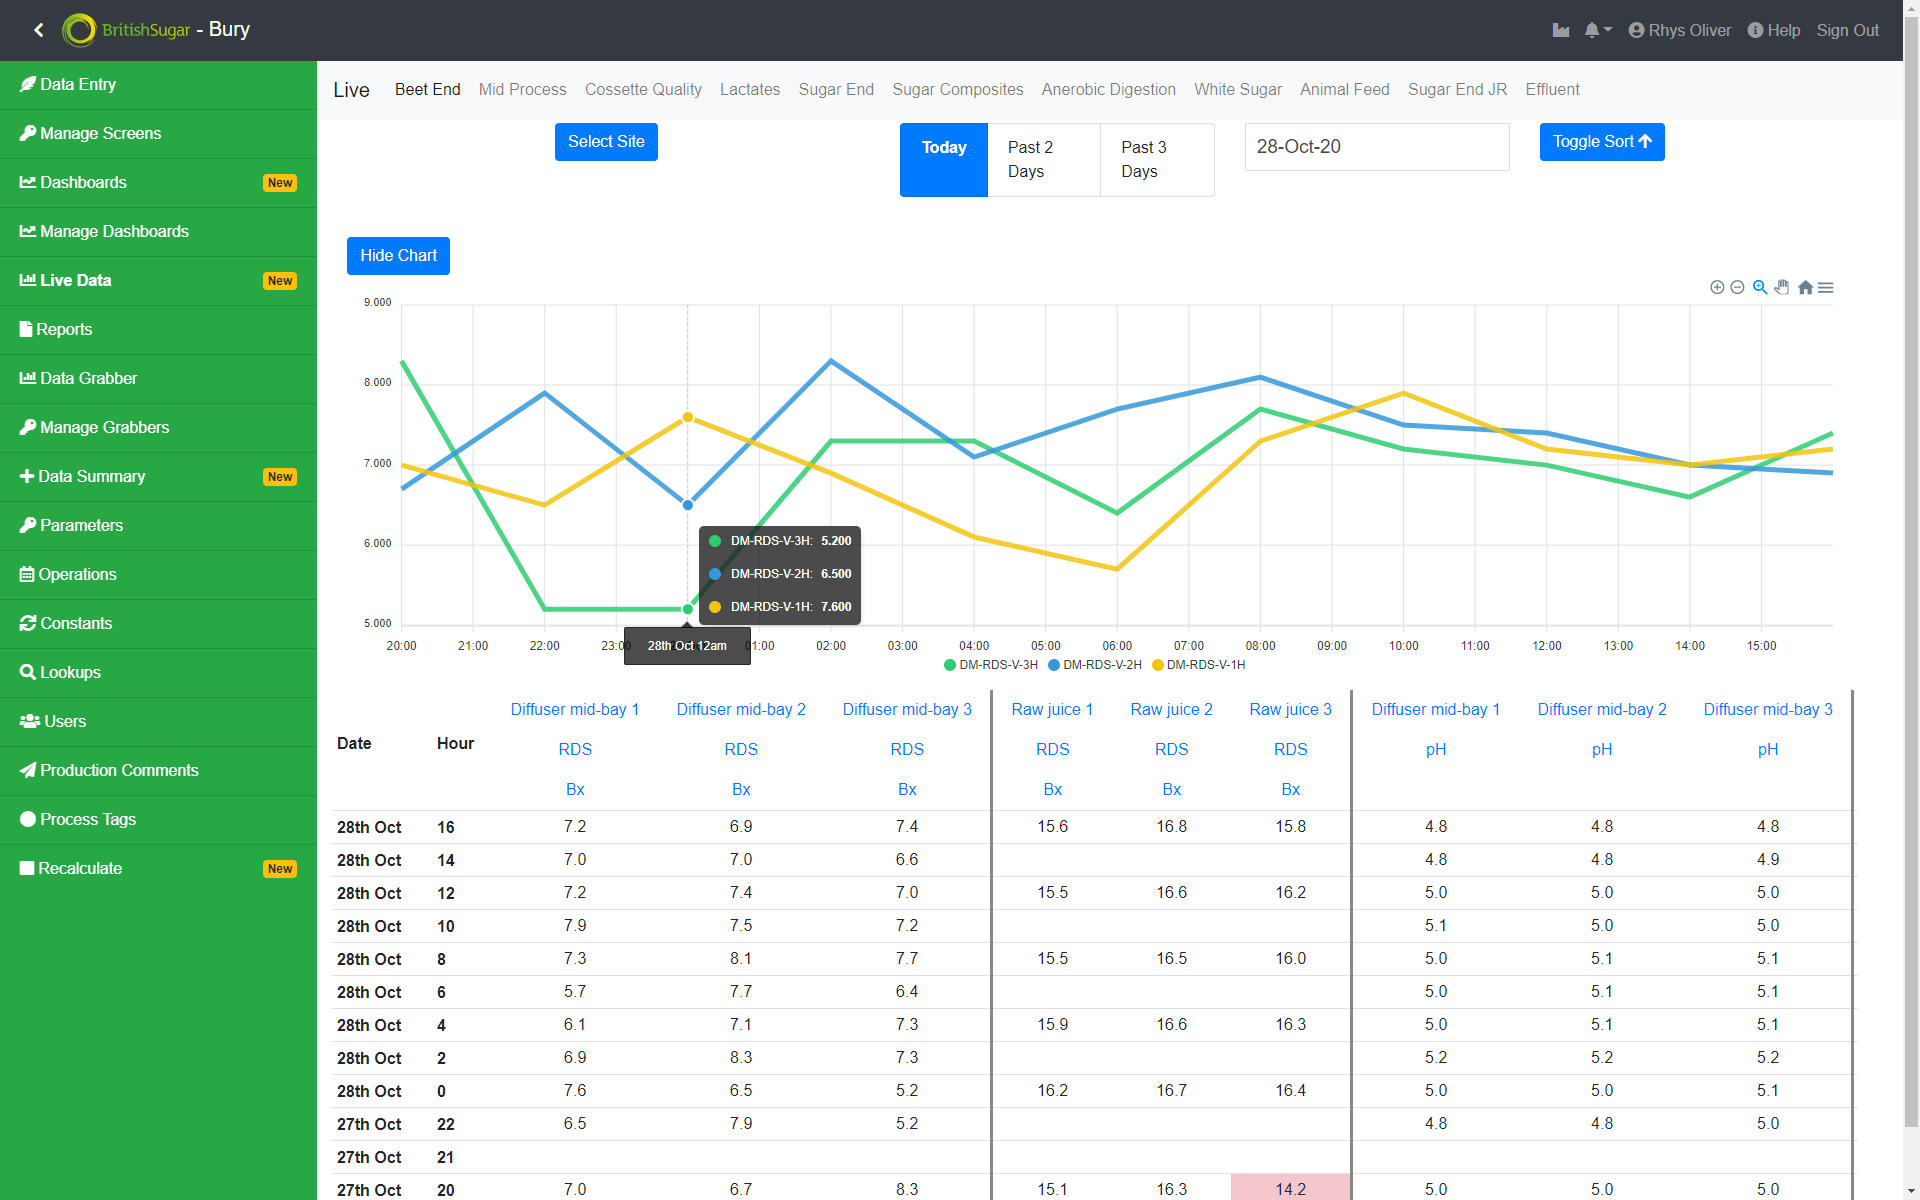 BritishSugar - Bury
Rhys Oliver Help Sign Out
Data Entry
Manage Screens
Dashboards New
Manage Dashboards
Live Data New
Reports
Data Grabber
Manage Grabbers
Data Summary New
Parameters
Operations
Constants
Lookups
Users
Production Comments
Process Tags
Recalculate New
Live Beet End Mid Process Cossette Quality Lactates Sugar End Sugar Composites Anerobic Digestion White Sugar Animal Feed Sugar End JR Effluent
Select Site
Today
Past 2
Days
Past 3
Days
28-Oct-20
Toggle Sort
Hide Chart
9.000
8.000
7.000
6.000
5.000
DM-RDS-V-3H: 5.200
DM-RDS-V-2H: 6.500
DM-RDS-V-1H: 7.600
20:00 21:00 22:00 23:00 28th Oct 12am 01:00 02:00 03:00 04:00 05:00 06:00 07:00 08:00 09:00 10:00 11:00 12:00 13:00 14:00 15:00
DM-RDS-V-3H DM-RDS-V-2H DM-RDS-V-1H
Diffuser mid-bay 1 Diffuser mid-bay 2 Diffuser mid-bay 3 Raw juice 1 Raw juice 2 Raw juice 3 Diffuser mid-bay 1 Diffuser mid-bay 2 Diffuser mid-bay 3
Date Hour
RDS RDS RDS RDS RDS RDS pH pH pH
Bx Bx Bx Bx Bx Bx
28th Oct 16 7.2 6.9 7.4 15.6 16.8 15.8 4.8 4.8 4.8
28th Oct 14 7.0 7.0 6.6 4.8 4.8 4.9
28th Oct 12 7.2 7.4 7.0 15.5 16.6 16.2 5.0 5.0 5.0
28th Oct 10 7.9 7.5 7.2 5.1 5.0 5.0
28th Oct 8 7.3 8.1 7.7 15.5 16.5 16.0 5.0 5.1 5.1
28th Oct 6 5.7 7.7 6.4 5.0 5.1 5.1
28th Oct 4 6.1 7.1 7.3 15.9 16.6 16.3 5.0 5.1 5.1
28th Oct 2 6.9 8.3 7.3 5.2 5.2 5.2
28th Oct 0 7.6 6.5 5.2 16.2 16.7 16.4 5.0 5.0 5.1
27th Oct 22 6.5 7.9 5.2 4.8 4.8 5.0
27th Oct 21
27th Oct 20 7.0 6.7 8.3 15.1 16.3 14.2 5.0 5.0 5.0